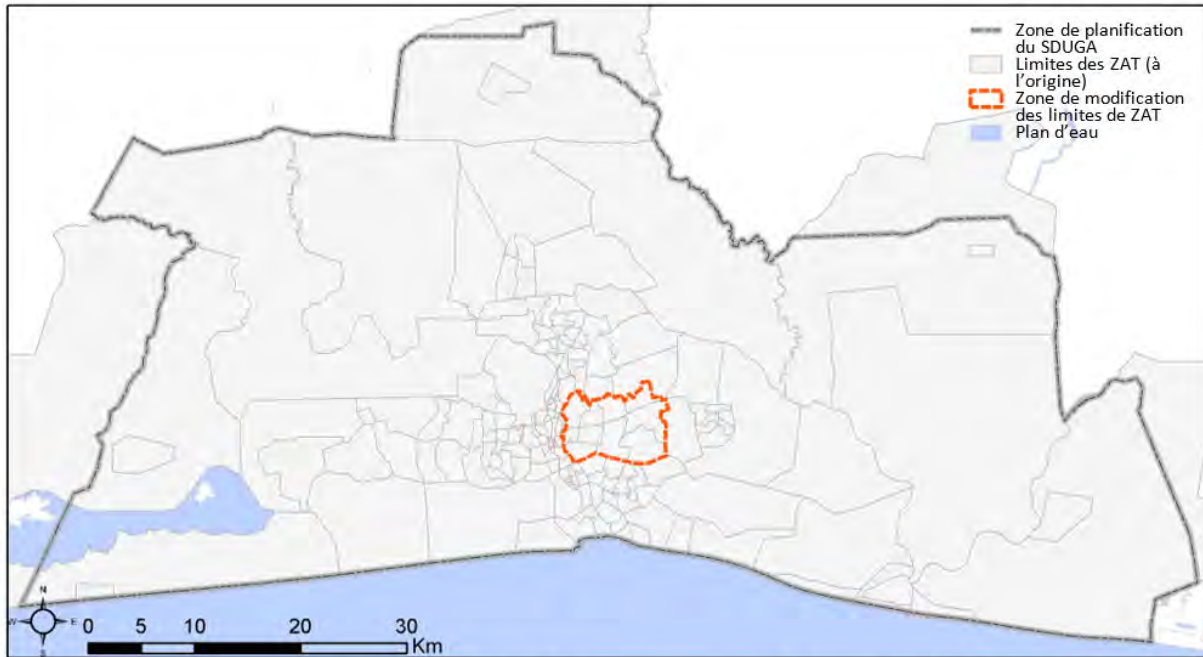 Zone de planification
du SDUGA
Limites des ZAT (à
l'origine)
Zone de modification
des limites de ZAT
Plan d'eau
N
W E
S
0 5 10 20 30
Km